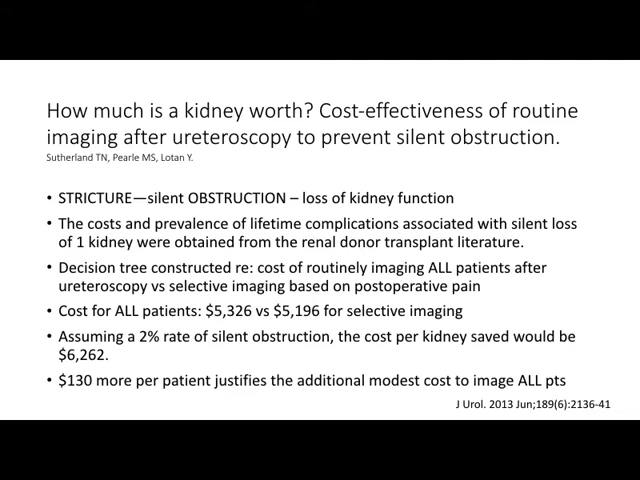 How much is a kidney worth? Cost-effectiveness of routine
imaging after ureteroscopy to prevent silent obstruction.
Sutherland TN, Pearle MS, Lotan Y.
• STRICTURE—silent OBSTRUCTION – loss of kidney function
• The costs and prevalence of lifetime complications associated with silent loss
of 1 kidney were obtained from the renal donor transplant literature.
• Decision tree constructed re: cost of routinely imaging ALL patients after
ureteroscopy vs selective imaging based on postoperative pain
• Cost for ALL patients: $5,326 vs $5,196 for selective imaging
• Assuming a 2% rate of silent obstruction, the cost per kidney saved would be
$6,262.
• $130 more per patient justifies the additional modest cost to image ALL pts
J Urol. 2013 Jun;189(6):2136-41